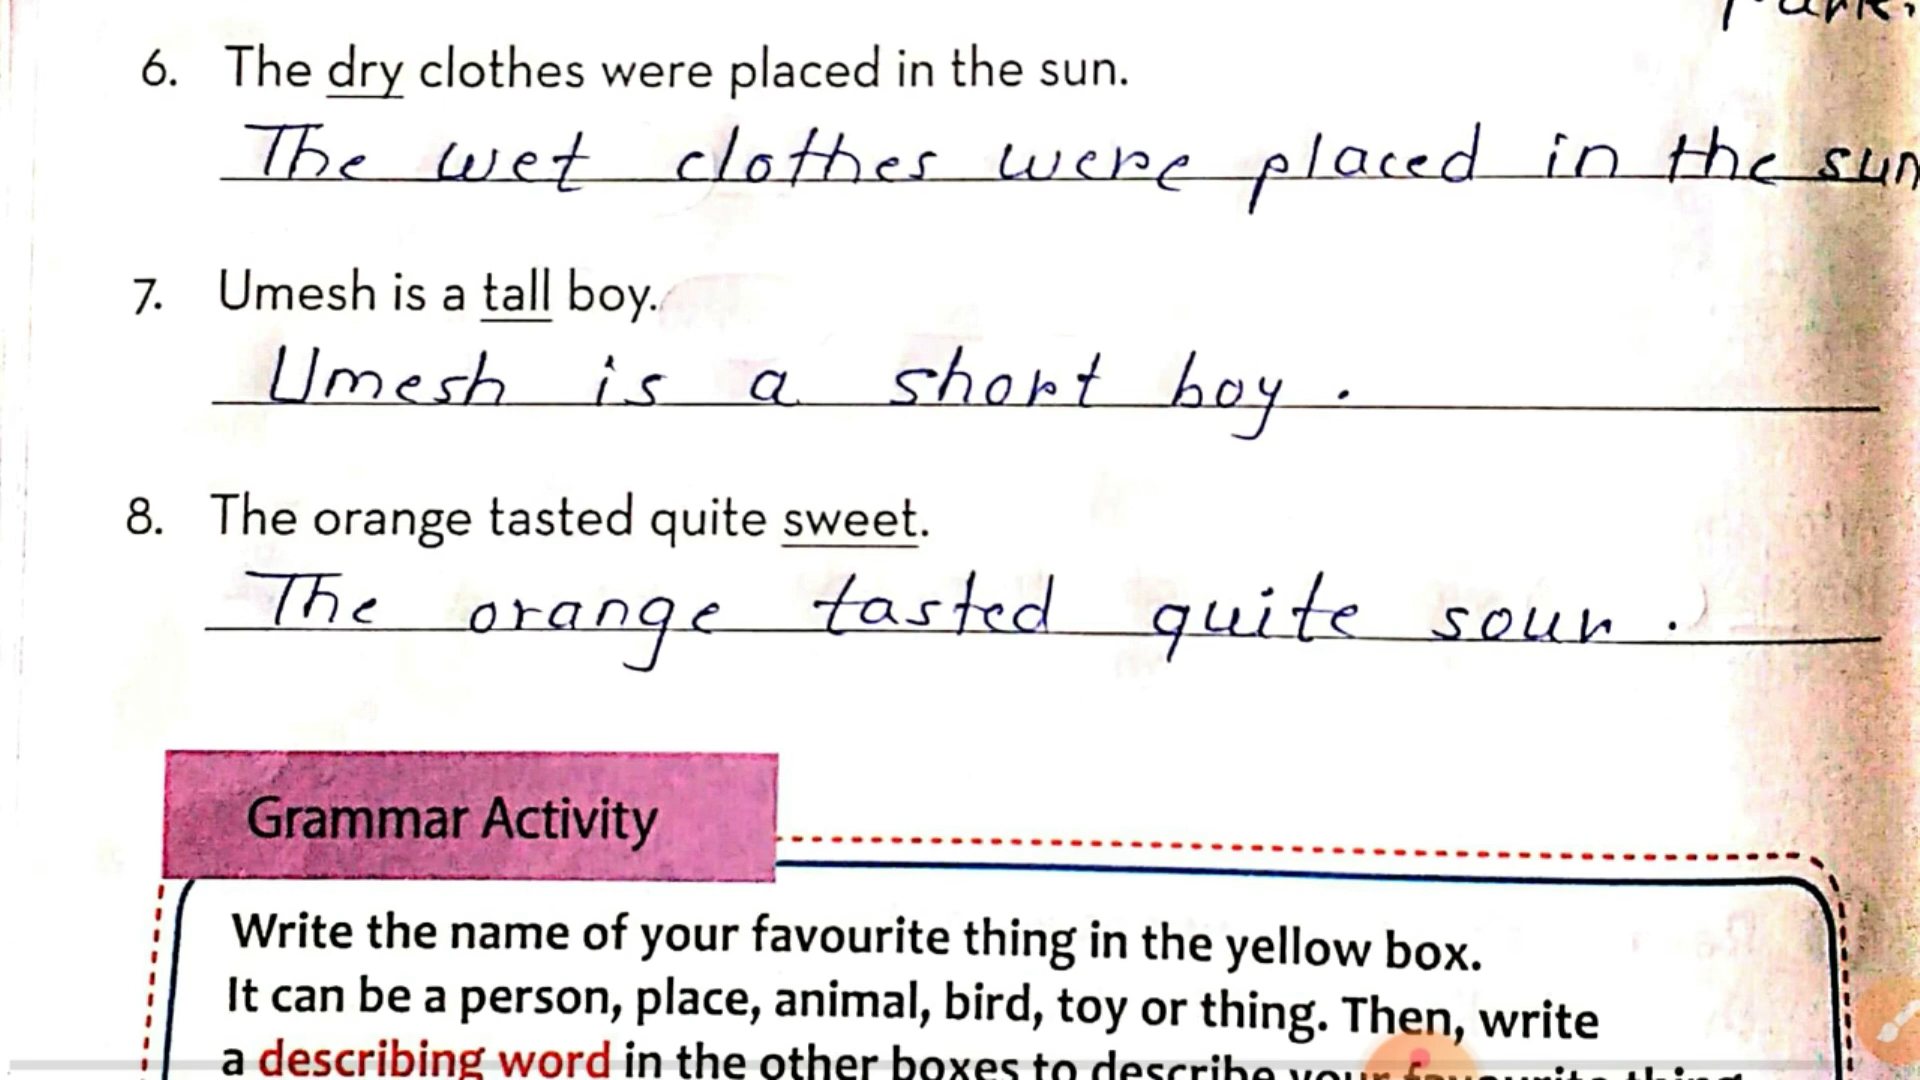 park.
6. The dry clothes were placed in the sun.
The wet clothes were placed in the sun
7. Umesh is a tall boy.
Umesh is a short boy.
8. The orange tasted quite sweet.
The orange tasted quite sour.
Grammar Activity
Write the name of your favourite thing in the yellow box.
It can be a person, place, animal, bird, toy or thing. Then, write
a describing word in the other boxes to describe your favourite thing